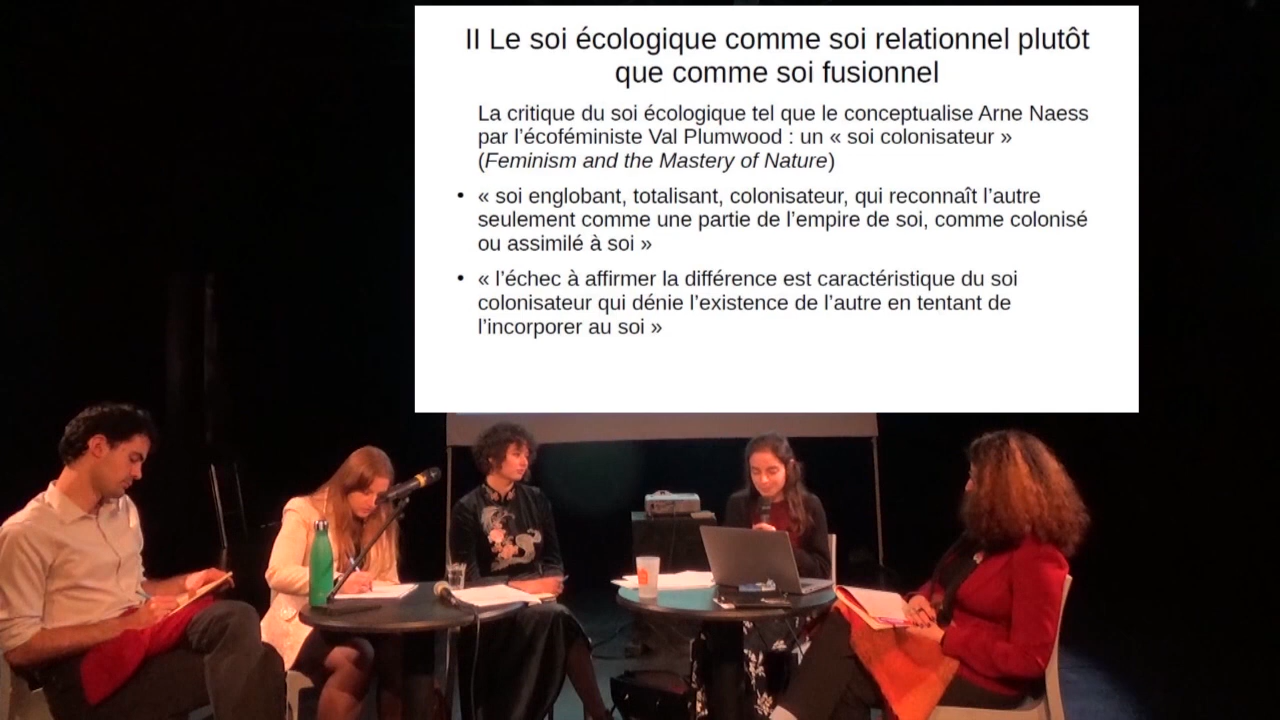 II Le soi écologique comme soi relationnel plutôt
que comme soi fusionnel
La critique du soi écologique tel que le conceptualise Arne Naess
par l'écoféministe Val Plumwood : un « soi colonisateur »
(Feminism and the Mastery of Nature)
• « soi englobant, totalisant, colonisateur, qui reconnaît l'autre
seulement comme une partie de l'empire de soi, comme colonisé
ou assimilé à soi »
• « l'échec à affirmer la différence est caractéristique du soi
colonisateur qui dénie l'existence de l'autre en tentant de
l'incorporer au soi »